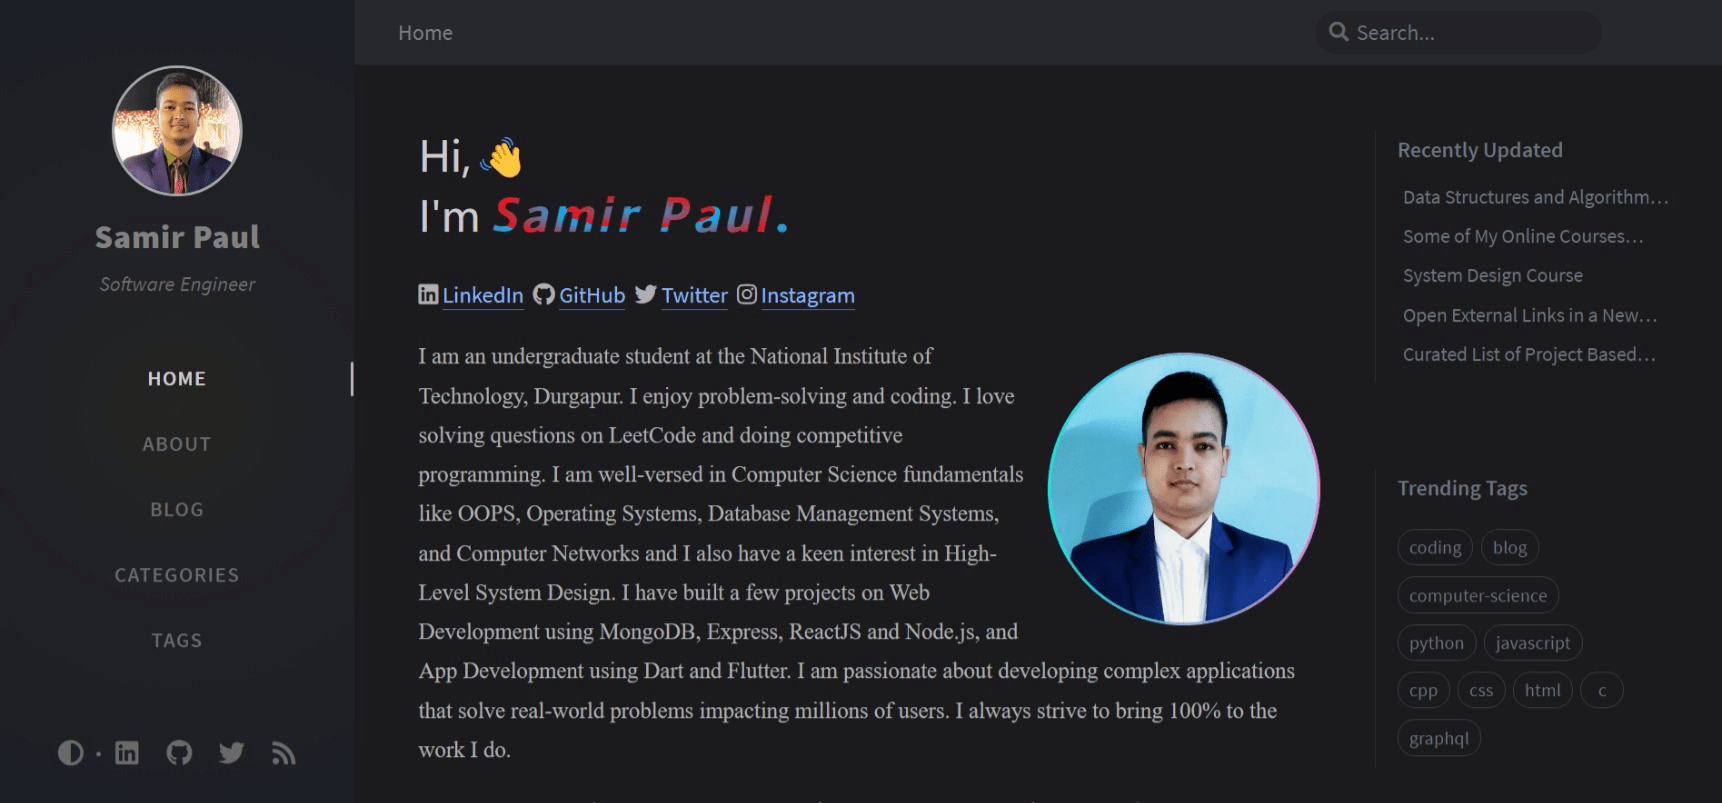 Home
Search...
Samir Paul
Software Engineer
HOME
ABOUT
BLOG
CATEGORIES
TAGS
Hi, 👋
I'm Samir Paul.
LinkedIn GitHub Twitter Instagram
I am an undergraduate student at the National Institute of
Technology, Durgapur. I enjoy problem-solving and coding. I love
solving questions on LeetCode and doing competitive
programming. I am well-versed in Computer Science fundamentals
like OOPS, Operating Systems, Database Management Systems,
and Computer Networks and I also have a keen interest in High-
Level System Design. I have built a few projects on Web
Development using MongoDB, Express, ReactJS and Node.js, and
App Development using Dart and Flutter. I am passionate about developing complex applications
that solve real-world problems impacting millions of users. I always strive to bring 100% to the
work I do.
Recently Updated
Data Structures and Algorithm...
Some of My Online Courses...
System Design Course
Open External Links in a New...
Curated List of Project Based...
Trending Tags
coding blog
computer-science
python javascript
cpp css html c
graphql